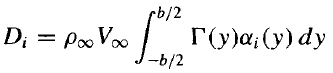 D_i = ρ_∞ V_∞ ∫_{-b/2}^{b/2} Γ(y)α_i(y) dy